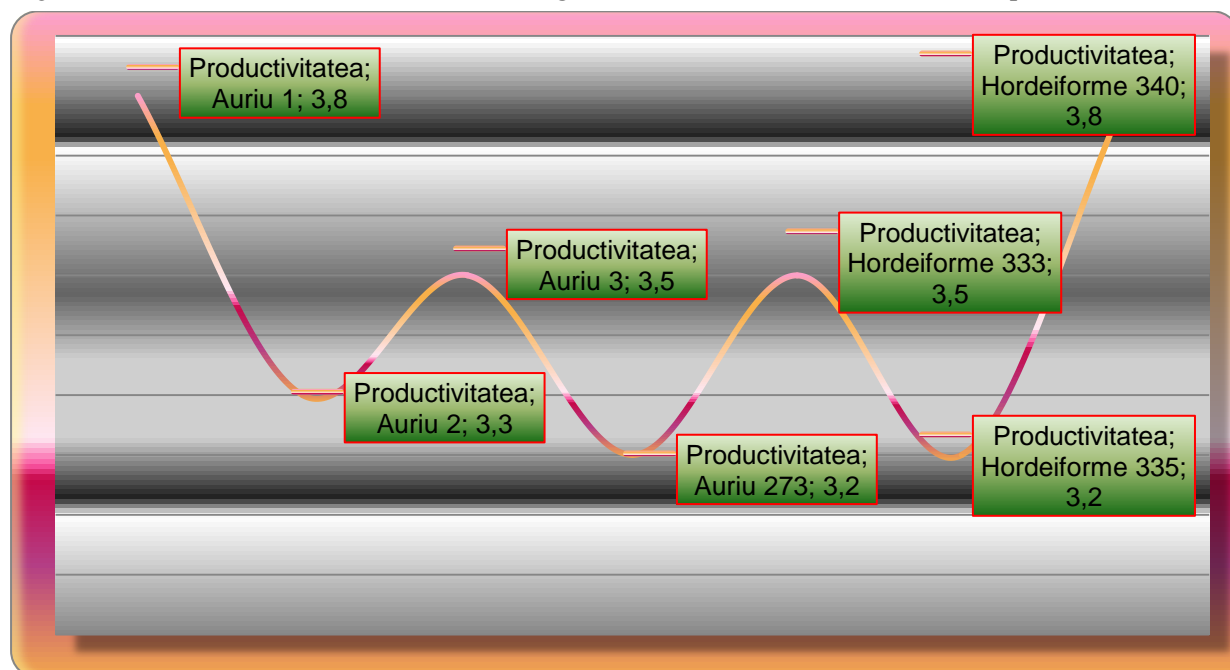 Productivitatea;
Auriu 1; 3,8
Productivitatea;
Hordeiforme 340;
3,8
Productivitatea;
Auriu 3; 3,5
Productivitatea;
Hordeiforme 333;
3,5
Productivitatea;
Auriu 2; 3,3
Productivitatea;
Auriu 273; 3,2
Productivitatea;
Hordeiforme 335;
3,2